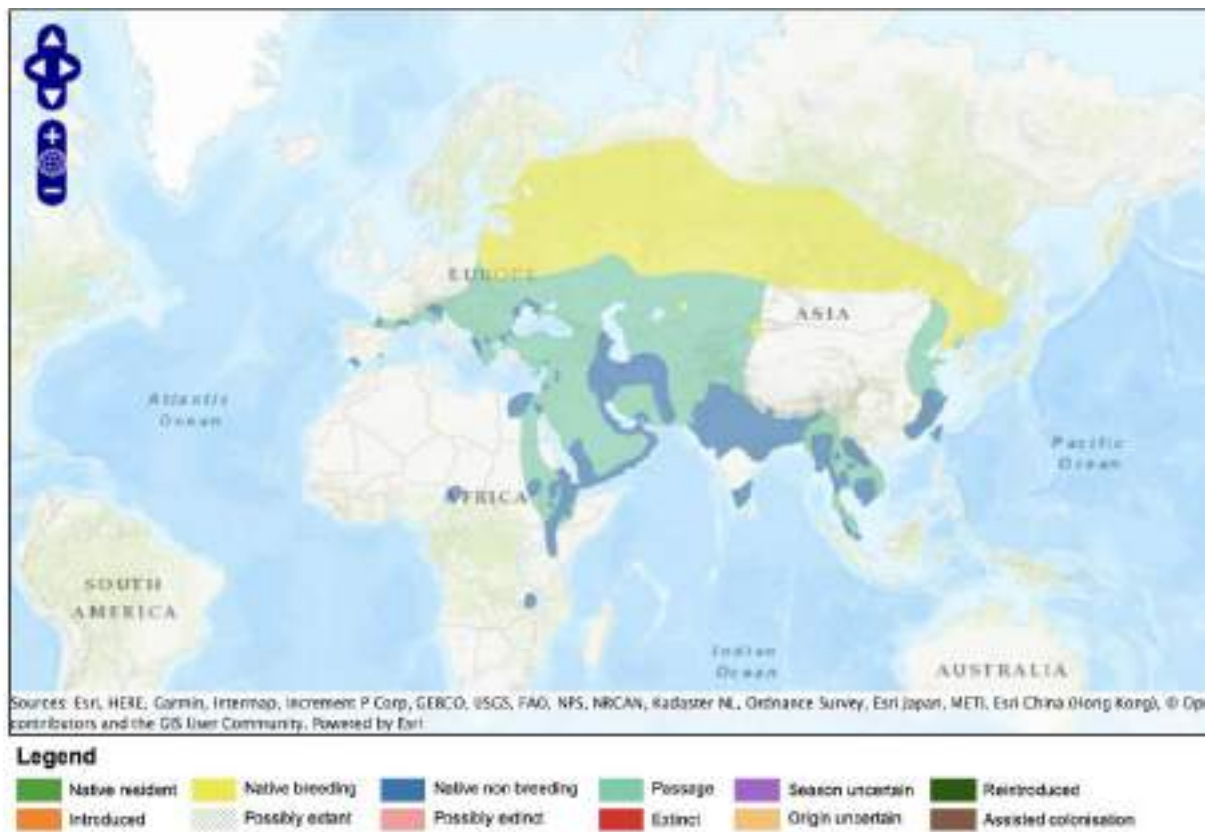 EUROPE
ASIA
Atlantic
Ocean
Pacific
Ocean
AFRICA
SOUTH
AMERICA
Indian
Ocean
AUSTRALIA
Sources: Esri, HERE, Garmin, Intermap, increment P Corp, GEBCO, USGS, FAO, NPS, NRCAN, Kadaster NL, Ordnance Survey, Esri Japan, METI, Esri China (Hong Kong), © Op
contributors and the GIS User Community, Powered by Esri
Legend
Native resident Native breeding Native non breeding Passage Season uncertain Reintroduced
Introduced Possibly extant Possibly extinct Extinct Origin uncertain Assisted colonisation